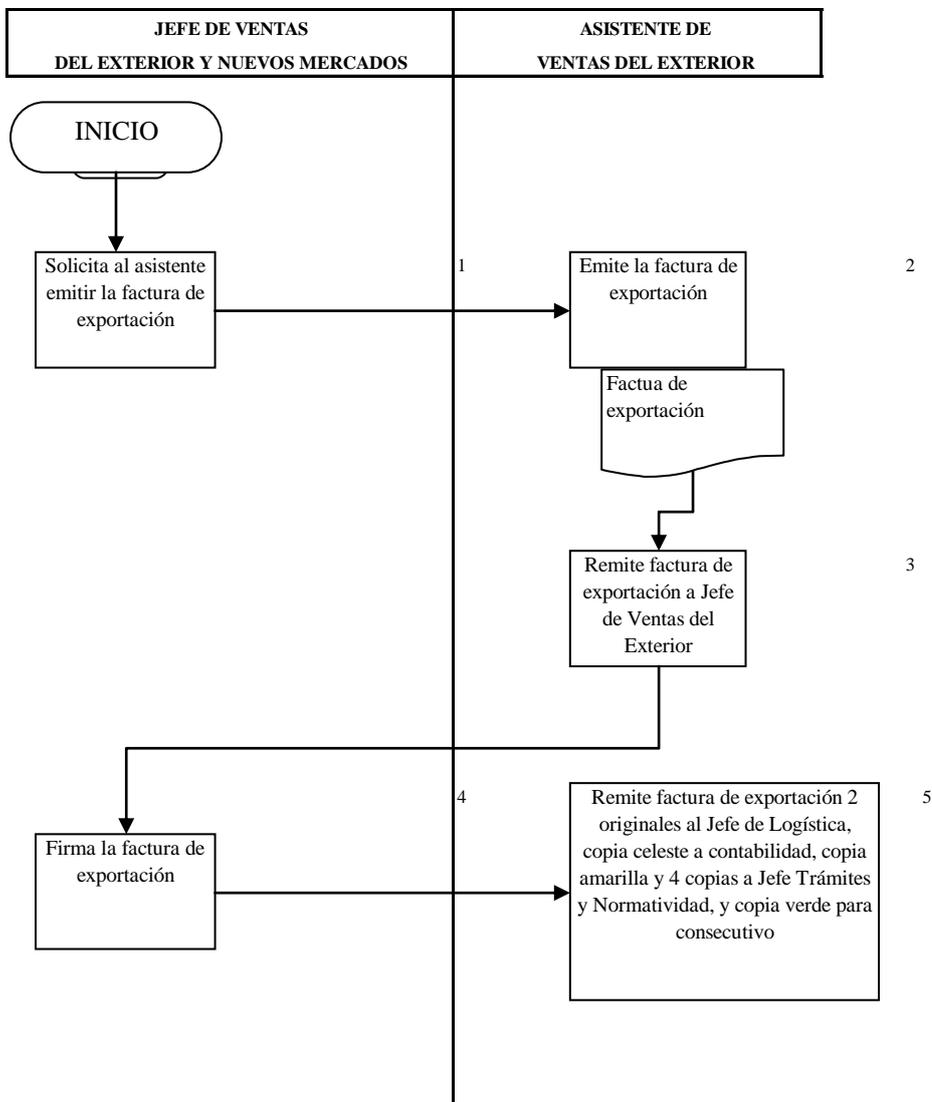 JEFE DE VENTAS
DEL EXTERIOR Y NUEVOS MERCADOS
ASISTENTE DE
VENTAS DEL EXTERIOR
INICIO
Solicita al asistente
emitir la factura de
exportación
1
Emite la factura de
exportación
2
Factua de
exportación
Remite factura de
exportación a Jefe
de Ventas del
Exterior
3
Firma la factura de
exportación
4
Remite factura de exportación 2
originales al Jefe de Logística,
copia celeste a contabilidad, copia
amarilla y 4 copias a Jefe Trámites
y Normatividad, y copia verde para
consecutivo
5